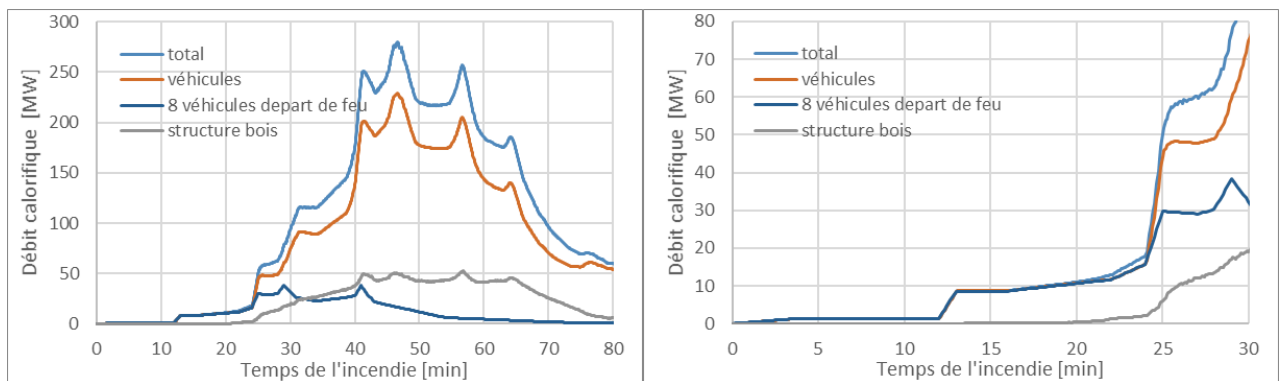 Débit calorifique [MW]
300
250
200
150
100
50
0
total
véhicules
8 véhicules depart de feu
structure bois
0 10 20 30 40 50 60 70 80
Temps de l'incendie [min]
Débit calorifique [MW]
80
70
60
50
40
30
20
10
0
total
véhicules
8 véhicules depart de feu
structure bois
0 5 10 15 20 25 30
Temps de l'incendie [min]